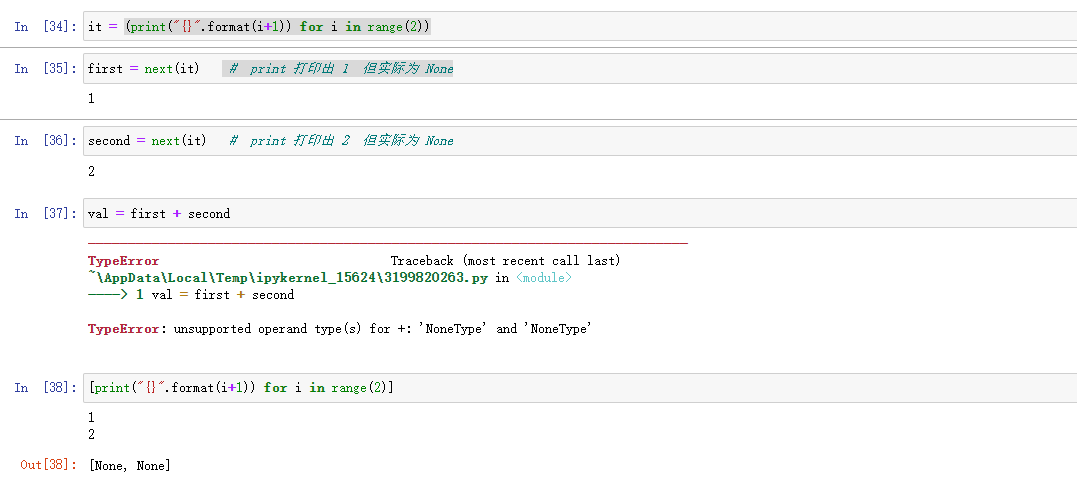 In [34]: it = (print("{}".format(i+1)) for i in range(2))
In [35]: first = next(it) # print 打印出 1 但实际为 None
1
In [36]: second = next(it) # print 打印出 2 但实际为 None
2
In [37]: val = first + second
TypeError Traceback (most recent call last)
~\AppData\Local\Temp\ipykernel_15624\3199820263.py in <module>
----> 1 val = first + second
TypeError: unsupported operand type(s) for +: 'NoneType' and 'NoneType'
In [38]: [print("{}".format(i+1)) for i in range(2)]
1
2
Out[38]: [None, None]